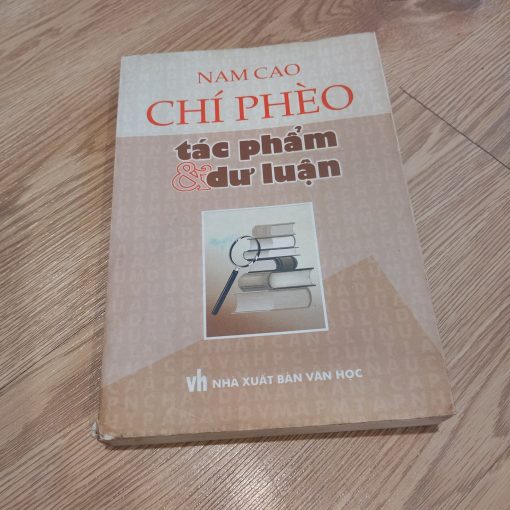 NAM CAO
CHÍ PHÈO
tác phẩm
& dư luận
vh NHÀ XUẤT BẢN VĂN HỌC